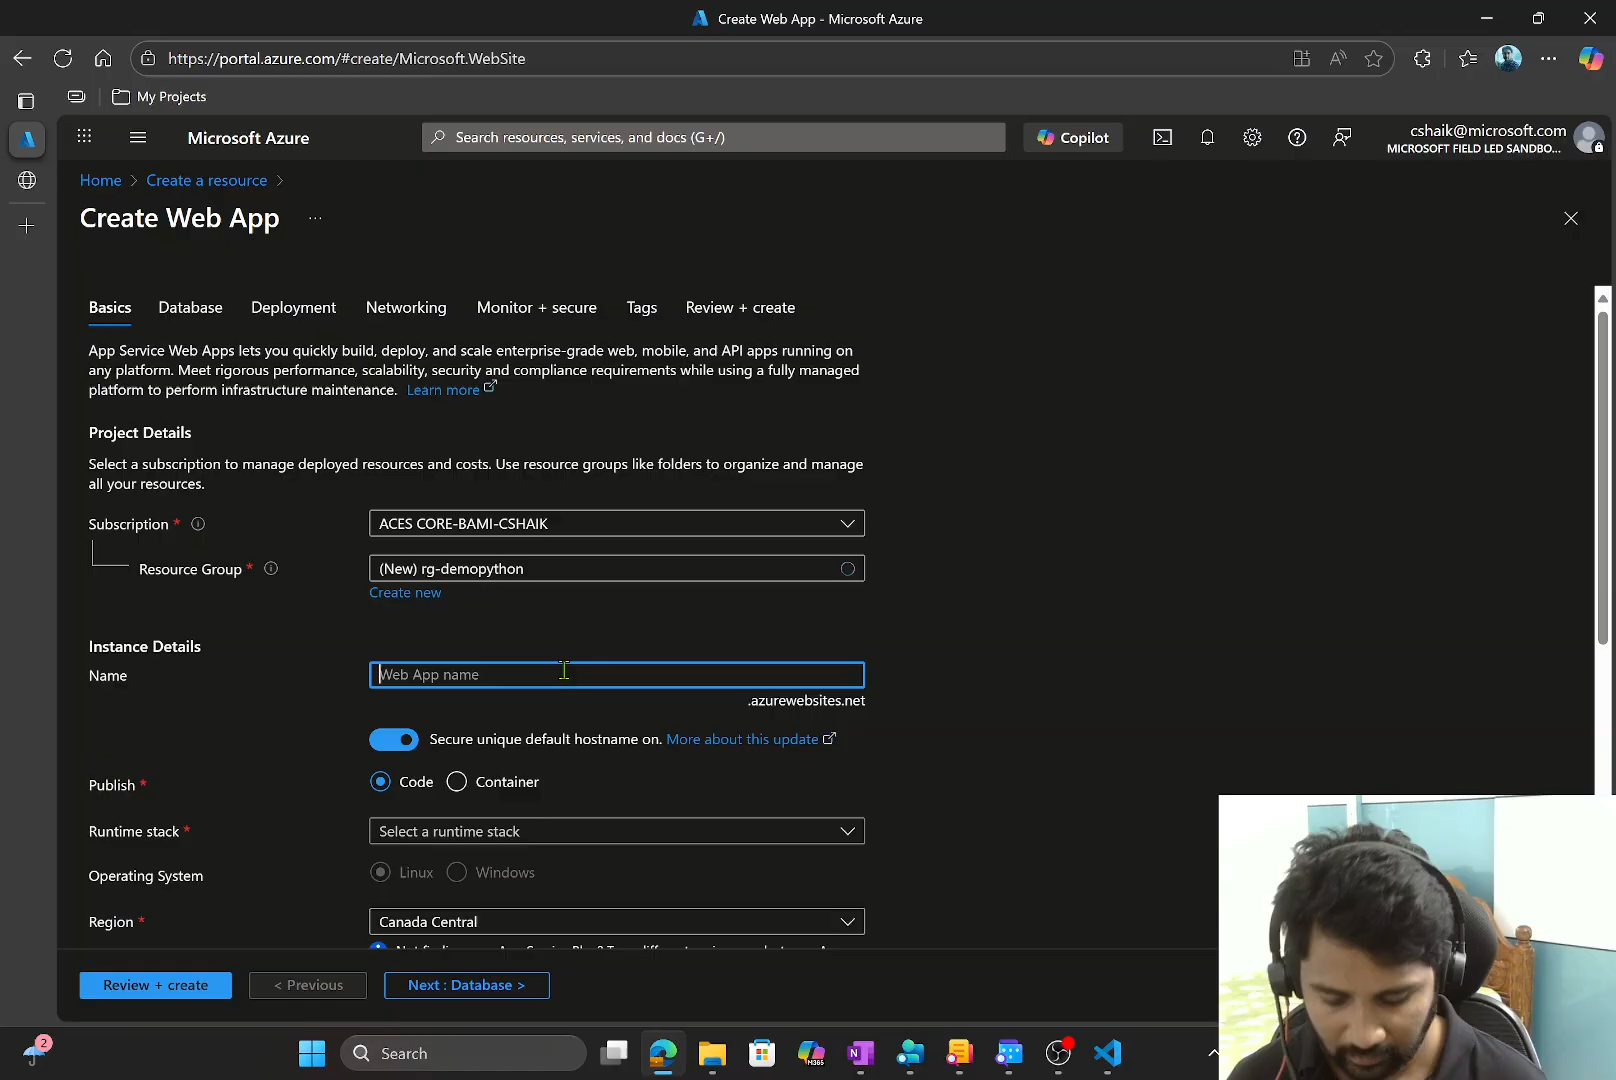 Create Web App - Microsoft Azure
https://portal.azure.com/#create/Microsoft.WebSite
My Projects
Microsoft Azure
Search resources, services, and docs (G+/)
Copilot
cshaik@microsoft.com
MICROSOFT FIELD LED SANDBO...
Home > Create a resource >
Create Web App ...
Basics Database Deployment Networking Monitor + secure Tags Review + create
App Service Web Apps lets you quickly build, deploy, and scale enterprise-grade web, mobile, and API apps running on
any platform. Meet rigorous performance, scalability, security and compliance requirements while using a fully managed
platform to perform infrastructure maintenance. Learn more
Project Details
Select a subscription to manage deployed resources and costs. Use resource groups like folders to organize and manage
all your resources.
Subscription *
ACES CORE-BAMI-CSHAIK
Resource Group *
(New) rg-demopython
Create new
Instance Details
Name
Web App name
.azurewebsites.net
Secure unique default hostname on. More about this update
Publish *
Code Container
Runtime stack *
Select a runtime stack
Operating System
Linux Windows
Region *
Canada Central
Review + create
< Previous
Next : Database >
2
Search
M365